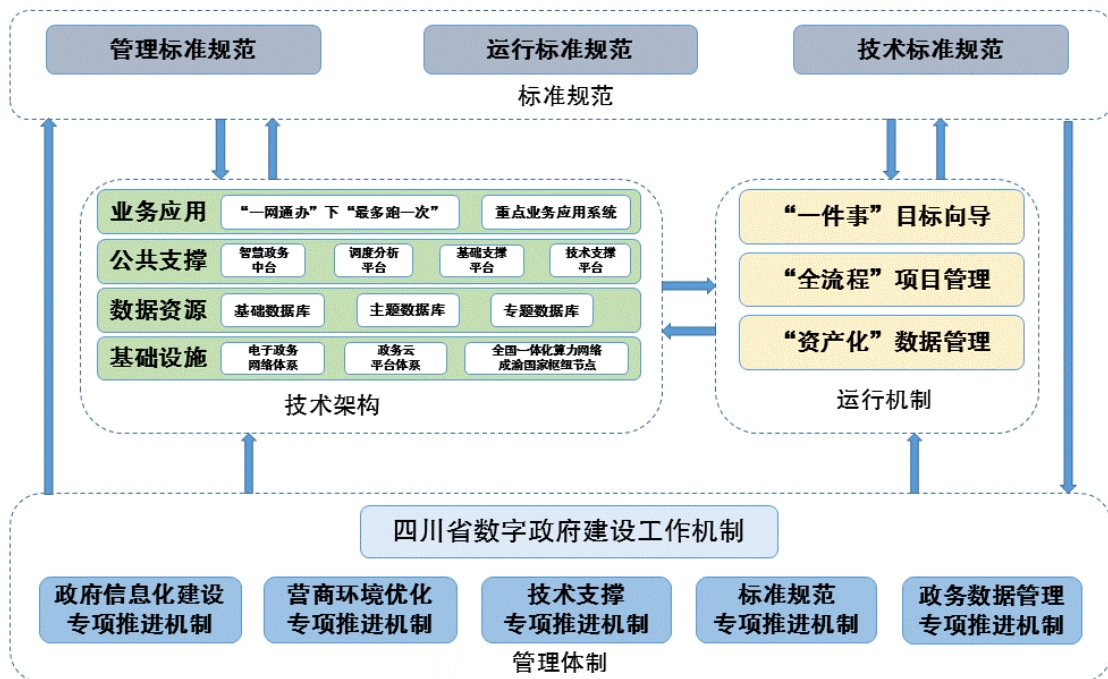 管理标准规范
运行标准规范
技术标准规范
标准规范
业务应用
“一网通办”下“最多跑一次”
重点业务应用系统
公共支撑
智慧政务
中台
调度分析
平台
基础支撑
平台
技术支撑
平台
数据资源
基础数据库
主题数据库
专题数据库
基础设施
电子政务
网络体系
政务云
平台体系
全国一体化算力网络
成渝国家枢纽节点
技术架构
“一件事”目标向导
“全流程”项目管理
“资产化”数据管理
运行机制
四川省数字政府建设工作机制
政府信息化建设
专项推进机制
营商环境优化
专项推进机制
技术支撑
专项推进机制
标准规范
专项推进机制
政务数据管理
专项推进机制
管理体制